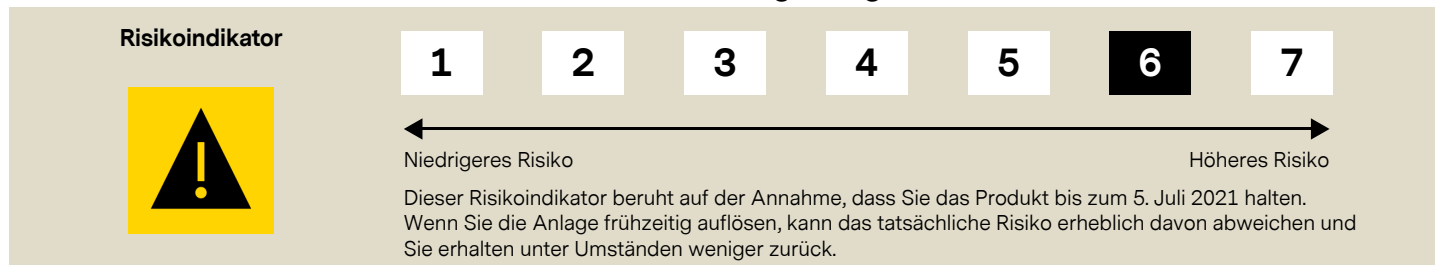 Risikoindikator
1 2 3 4 5 6 7
Niedrigeres Risiko Höheres Risiko
Dieser Risikoindikator beruht auf der Annahme, dass Sie das Produkt bis zum 5. Juli 2021 halten.
Wenn Sie die Anlage frühzeitig auflösen, kann das tatsächliche Risiko erheblich davon abweichen und
Sie erhalten unter Umständen weniger zurück.